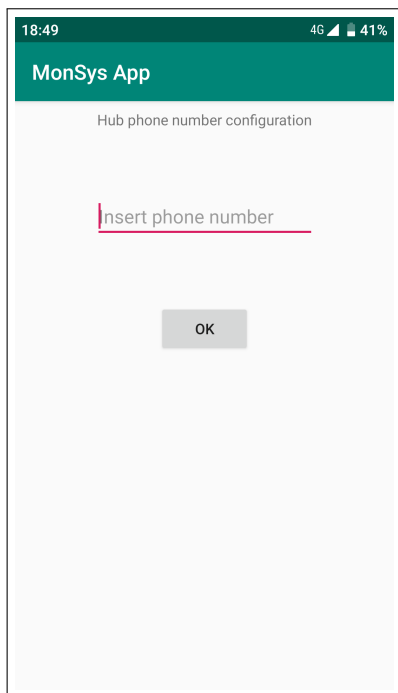 18:49 4G 41%
MonSys App
Hub phone number configuration
Insert phone number
OK